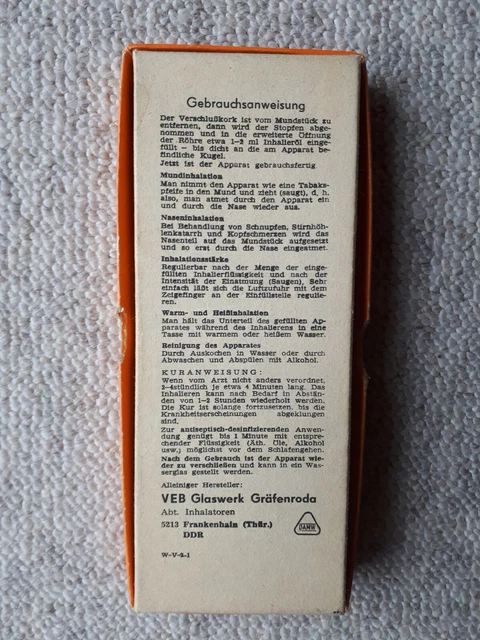 Gebrauchsanweisung
Der Verschlußkork ist vom Mundstück zu
entfernen, dann wird der Stopfen abge-
nommen und in die erweiterte Öffnung
der Röhre etwa 1–2 ml Inhalieröl einge-
füllt – bis dicht an die am Apparat be-
findliche Kugel.
Jetzt ist der Apparat gebrauchsfertig
Mundinhalation
Man nimmt den Apparat wie eine Tabaks-
pfeife in den Mund und zieht (saugt), d. h.
also, man atmet durch den Apparat ein
und durch die Nase wieder aus.
Naseninhalation
Bei Behandlung von Schnupfen, Stirnhöh-
lenkatarrh und Kopfschmerzen wird das
Nasenteil auf das Mundstück aufgesetzt
und so erst durch die Nase eingeatmet.
Inhalationsstärke
Regulierbar nach der Menge der einge-
füllten Inhalierflüssigkeit und nach der
Intensität der Einatmung (Saugen), Sehr
einfach läßt sich die Luftzufuhr mit dem
Zeigefinger an der Einfüllstelle regulie-
ren.
Warm- und Heißinhalation
Man hält das Unterteil des gefüllten Ap-
parates während des Inhalierens in eine
Tasse mit warmem oder heißem Wasser.
Reinigung des Apparates
Durch Auskochen in Wasser oder durch
Abwaschen und Abspülen mit Alkohol.
KURANWEISUNG:
Wenn vom Arzt nicht anders verordnet,
2–4stündlich je etwa 4 Minuten lang. Das
Inhalieren kann nach Bedarf in Abstän-
den von 1–2 Stunden wiederholt werden.
Die Kur ist solange fortzusetzen, bis die
Krankheitserscheinungen abgeklungen
sind.
Zur antiseptisch-desinfizierenden Anwen-
dung genügt bis 1 Minute mit entspre-
chender Flüssigkeit (Äth. Öle, Alkohol
usw.) möglichst vor dem Schlafengehen.
Nach dem Gebrauch ist der Apparat wie-
der zu verschließen und kann in ein Was-
serglas gestellt werden.
Alleiniger Hersteller:
VEB Glaswerk Gräfenroda
Abt. Inhalatoren
5213 Frankenhain (Thür.)
DDR
DAMW
W-V-6-1